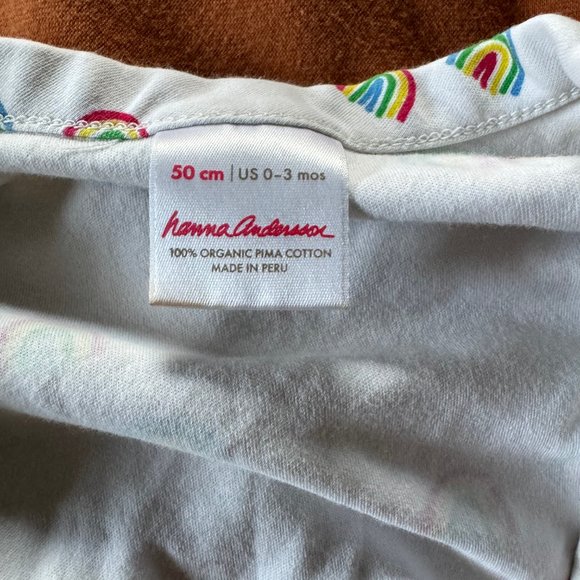 50 cm | US 0-3 mos
hanna andersson
100% ORGANIC PIMA COTTON
MADE IN PERU